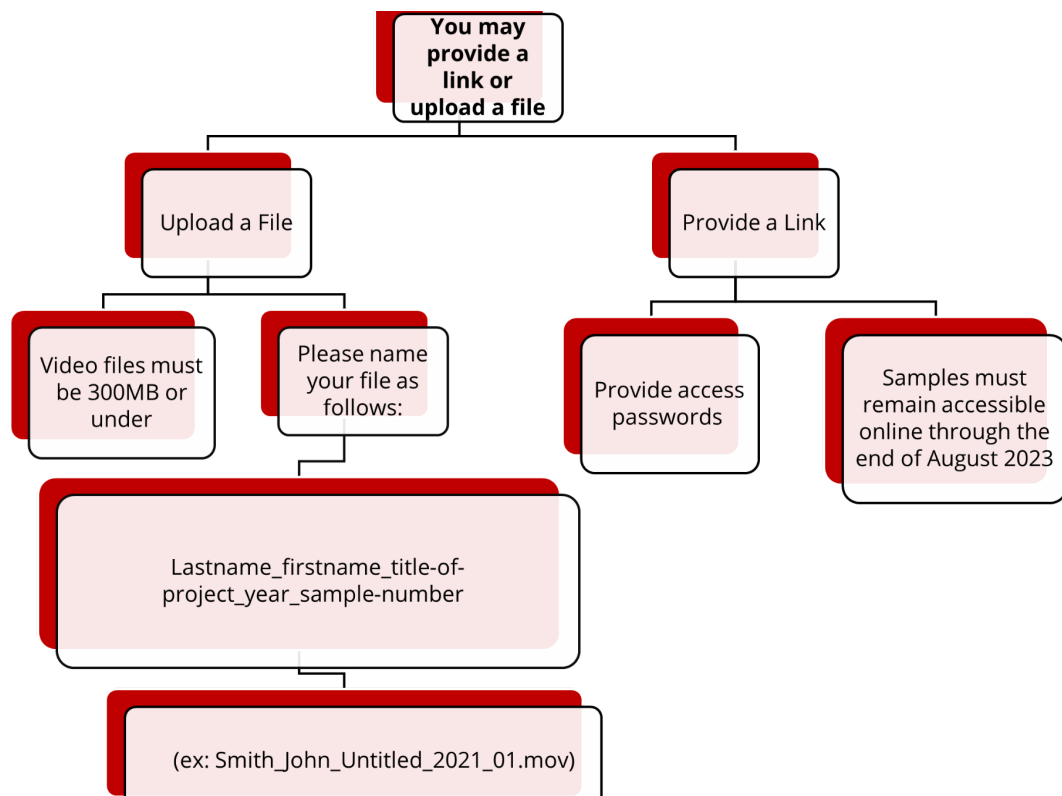 You may
provide a
link or
upload a file
Upload a File
Provide a Link
Video files must
be 300MB or
under
Please name
your file as
follows:
Provide access
passwords
Samples must
remain accessible
online through the
end of August 2023
Lastname_firstname_title-of-
project_year_sample-number
(ex: Smith_John_Untitled_2021_01.mov)